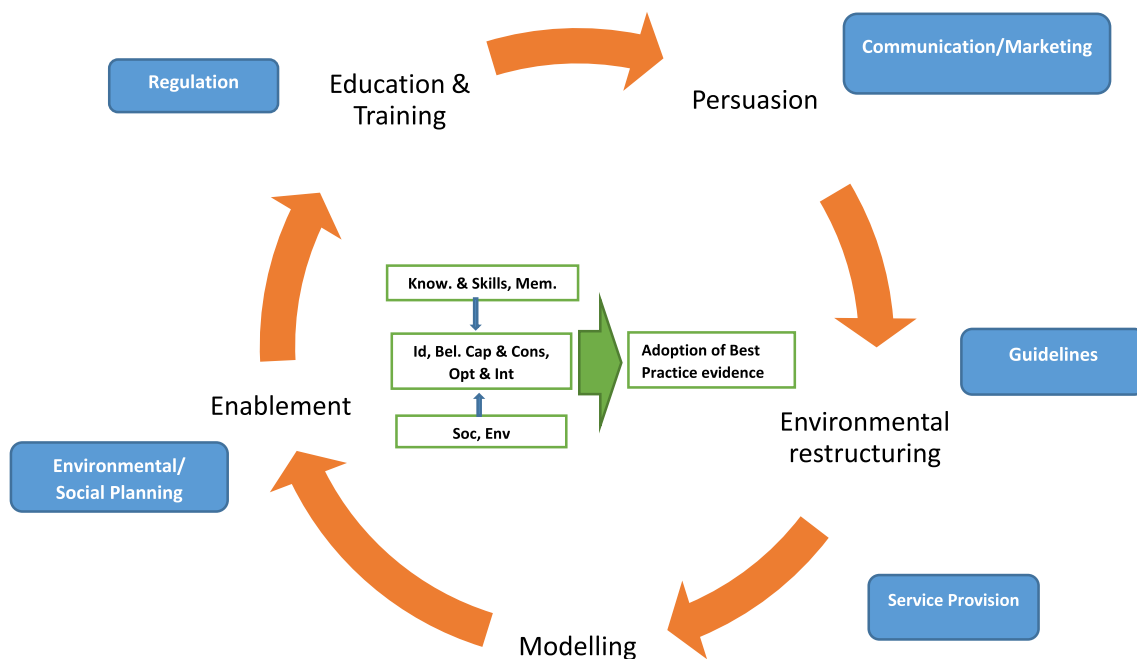 Communication/Marketing
Regulation
Education &
Training
Persuasion
Know. & Skills, Mem.
Id, Bel. Cap & Cons,
Opt & Int
Adoption of Best
Practice evidence
Guidelines
Enablement
Soc, Env
Environmental
restructuring
Environmental/
Social Planning
Service Provision
Modelling